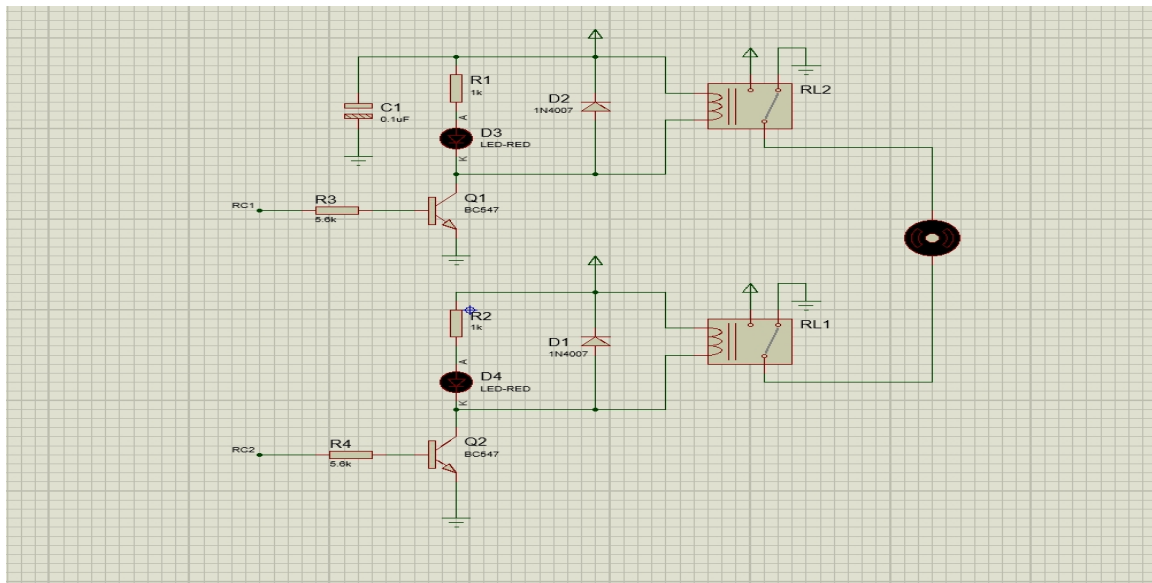 R1
1k
A
C1
0.1uF
D3
LED-RED
K
D2
1N4007
RL2
RC1
R3
5.6k
Q1
BC547
R2
1k
A
D4
LED-RED
K
D1
1N4007
RL1
RC2
R4
5.6k
Q2
BC547